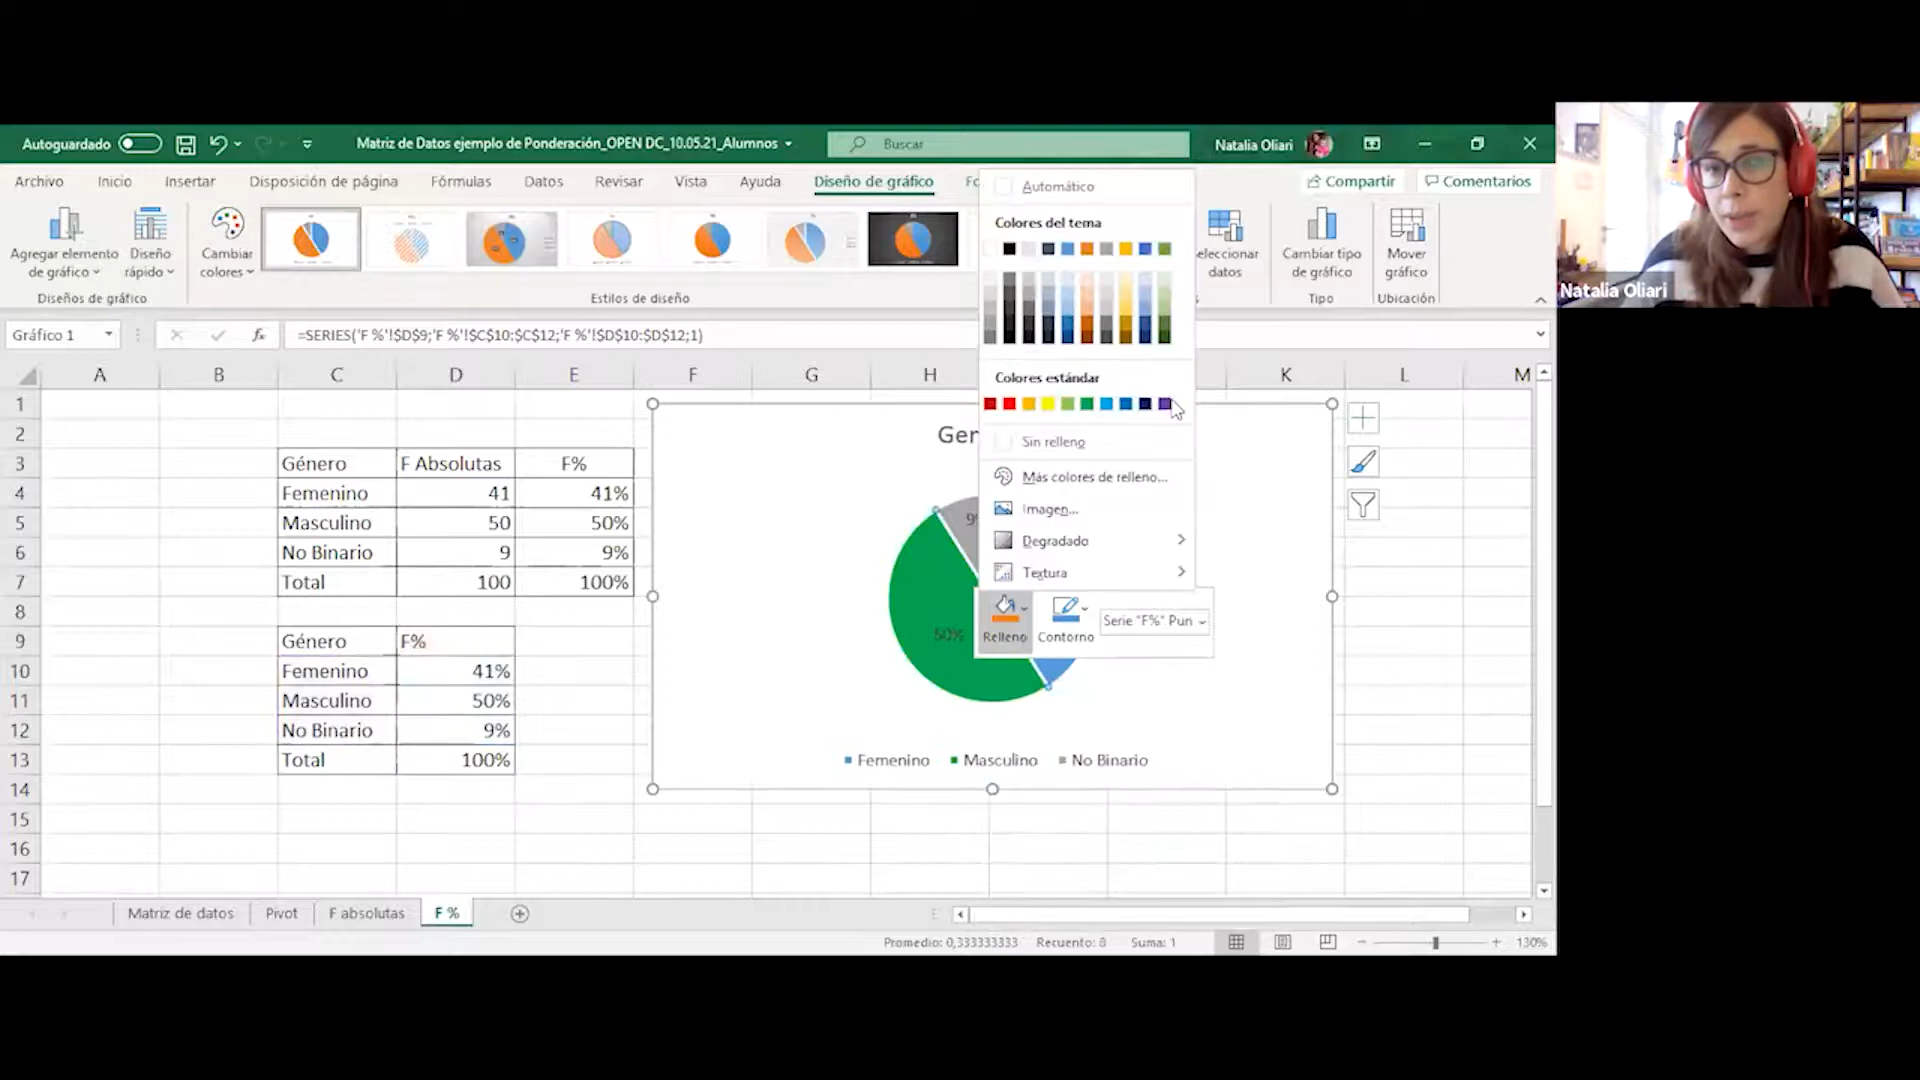 Autoguardado
Matriz de Datos ejemplo de Ponderación_OPEN DC_10.05.21_Alumnos
Buscar
Natalia Oliari
Archivo Inicio Insertar Disposición de página Fórmulas Datos Revisar Vista Ayuda Diseño de gráfico Fo
Compartir Comentarios
Agregar elemento de gráfico
Diseño rápido
Cambiar colores
eleccionar datos
Cambiar tipo de gráfico
Mover gráfico
Diseños de gráfico
Estilos de diseño
s
Tipo
Ubicación
Gráfico 1
fx
=SERIES('F %'!$D$9;'F %'!$C$10:$C$12;'F %'!$D$10:$D$12;1)
A B C D E F G H K L M
1
2
3 Género F Absolutas F%
4 Femenino 41 41%
5 Masculino 50 50%
6 No Binario 9 9%
7 Total 100 100%
8
9 Género F%
10 Femenino 41%
11 Masculino 50%
12 No Binario 9%
13 Total 100%
14
15
16
17
Automático
Colores del tema
Colores estándar
Sin relleno
Más colores de relleno...
Imagen...
Degradado
Textura
Relleno
Contorno
Serie "F%" Pun
Gen
9%
50%
Femenino Masculino No Binario
Matriz de datos Pivot F absolutas F %
Promedio: 0,333333333 Recuento: 8 Suma: 1
130%
Natalia Oliari